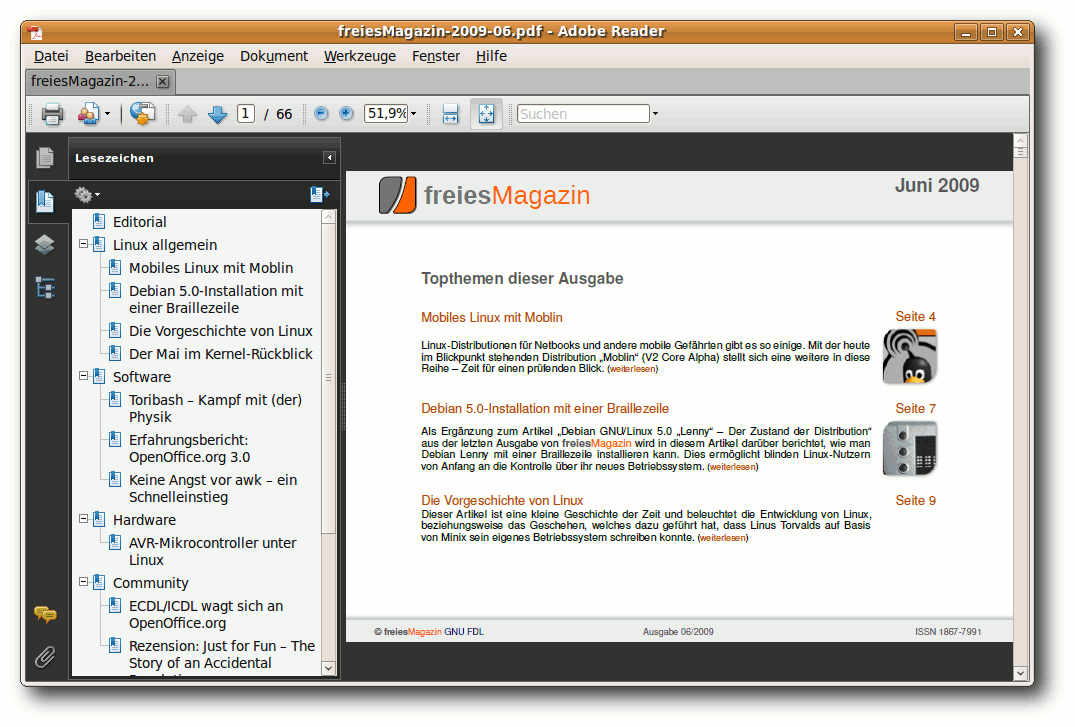 freiesMagazin-2009-06.pdf - Adobe Reader
Datei Bearbeiten Anzeige Dokument Werkzeuge Fenster Hilfe
freiesMagazin-2...
1 / 66 51,9% Suchen
Lesezeichen
Editorial
Linux allgemein
Mobiles Linux mit Moblin
Debian 5.0-Installation mit
einer Braillezeile
Die Vorgeschichte von Linux
Der Mai im Kernel-Rückblick
Software
Toribash – Kampf mit (der)
Physik
Erfahrungsbericht:
OpenOffice.org 3.0
Keine Angst vor awk – ein
Schnelleinstieg
Hardware
AVR-Mikrocontroller unter
Linux
Community
ECDL/ICDL wagt sich an
OpenOffice.org
Rezension: Just for Fun – The
Story of an Accidental
freiesMagazin
Juni 2009
Topthemen dieser Ausgabe
Mobiles Linux mit Moblin Seite 4
Linux-Distributionen für Netbooks und andere mobile Gefährten gibt es so einige. Mit der heute
im Blickpunkt stehenden Distribution „Moblin“ (V2 Core Alpha) stellt sich eine weitere in diese
Reihe – Zeit für einen prüfenden Blick. (weiterlesen)
Debian 5.0-Installation mit einer Braillezeile Seite 7
Als Ergänzung zum Artikel „Debian GNU/Linux 5.0 „Lenny“ – Der Zustand der Distribution“
aus der letzten Ausgabe von freiesMagazin wird in diesem Artikel darüber berichtet, wie man
Debian Lenny mit einer Braillezeile installieren kann. Dies ermöglicht blinden Linux-Nutzern
von Anfang an die Kontrolle über ihr neues Betriebssystem. (weiterlesen)
Die Vorgeschichte von Linux Seite 9
Dieser Artikel ist eine kleine Geschichte der Zeit und beleuchtet die Entwicklung von Linux,
beziehungsweise das Geschehen, welches dazu geführt hat, dass Linus Torvalds auf Basis
von Minix sein eigenes Betriebssystem schreiben konnte. (weiterlesen)
© freiesMagazin GNU FDL Ausgabe 06/2009 ISSN 1867-7991